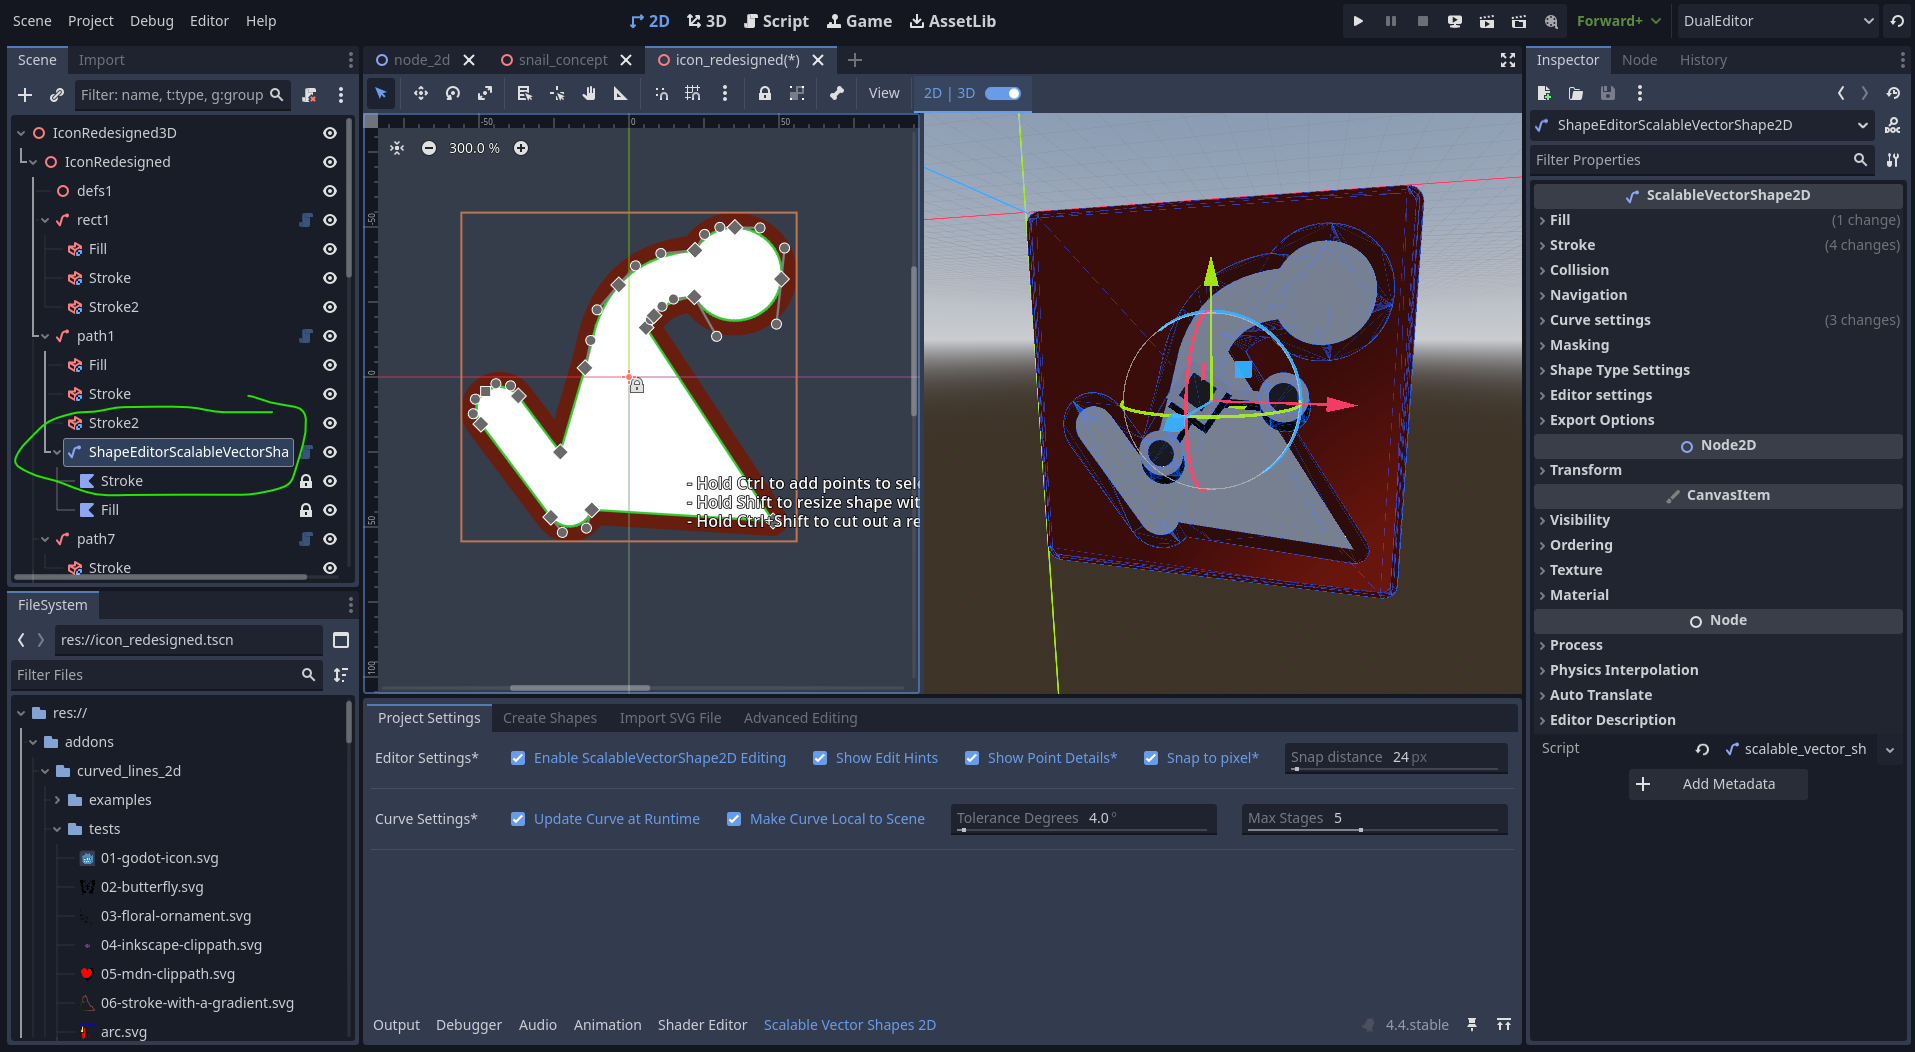 Scene Project Debug Editor Help
2D 3D Script Game AssetLib
Forward+ DualEditor
Scene Import
Filter: name, t:type, g:group
IconRedesigned3D
IconRedesigned
defs1
rect1
Fill
Stroke
Stroke2
path1
Fill
Stroke
Stroke2
ShapeEditorScalableVectorSha
Stroke
Fill
path7
Stroke
FileSystem
res://icon_redesigned.tscn
Filter Files
res://
addons
curved_lines_2d
examples
tests
01-godot-icon.svg
02-butterfly.svg
03-floral-ornament.svg
04-inkscape-clippath.svg
05-mdn-clippath.svg
06-stroke-with-a-gradient.svg
arc.svg
node_2d snail_concept icon_redesigned(*)
View 2D | 3D
-50 0 50
300.0 %
-50
0
50
100
- Hold Ctrl to add points to sele
- Hold Shift to resize shape wit
- Hold Ctrl+Shift to cut out a re
Project Settings Create Shapes Import SVG File Advanced Editing
Editor Settings* Enable ScalableVectorShape2D Editing Show Edit Hints Show Point Details* Snap to pixel* Snap distance 24 px
Curve Settings* Update Curve at Runtime Make Curve Local to Scene Tolerance Degrees 4.0 ° Max Stages 5
Output Debugger Audio Animation Shader Editor Scalable Vector Shapes 2D 4.4.stable
Inspector Node History
ShapeEditorScalableVectorShape2D
DOC
Filter Properties
ScalableVectorShape2D
Fill (1 change)
Stroke (4 changes)
Collision
Navigation
Curve settings (3 changes)
Masking
Shape Type Settings
Editor settings
Export Options
Node2D
Transform
CanvasItem
Visibility
Ordering
Texture
Material
Node
Process
Physics Interpolation
Auto Translate
Editor Description
Script scalable_vector_sh
Add Metadata